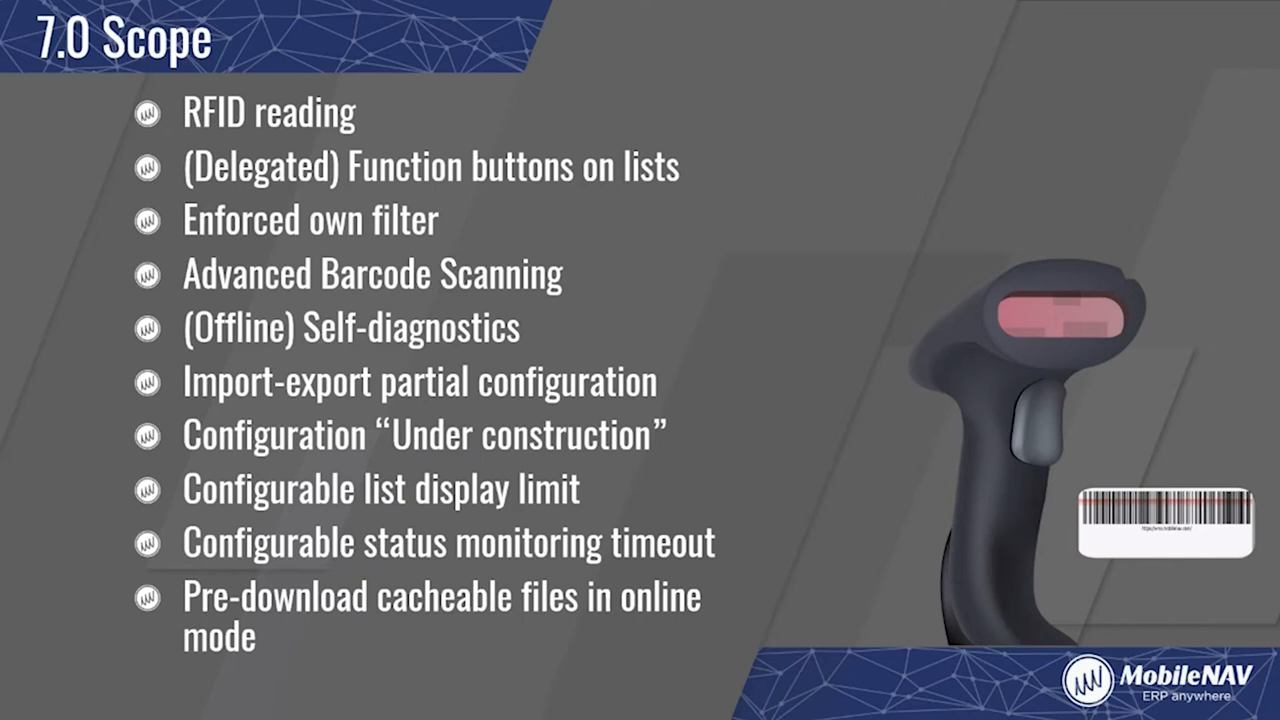 7.0 Scope
RFID reading
(Delegated) Function buttons on lists
Enforced own filter
Advanced Barcode Scanning
(Offline) Self-diagnostics
Import-export partial configuration
Configuration “Under construction”
Configurable list display limit
Configurable status monitoring timeout
Pre-download cacheable files in online
mode
MobileNAV
ERP anywhere